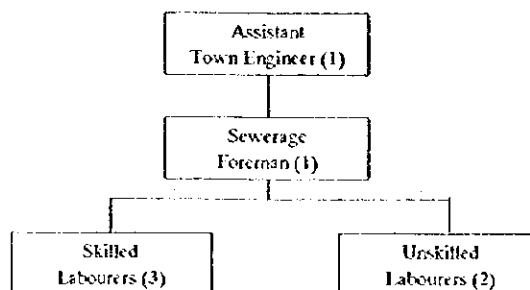 Assistant
Town Engineer (1)
Sewerage
Foreman (1)
Skilled
Labourers (3)
Unskilled
Labourers (2)